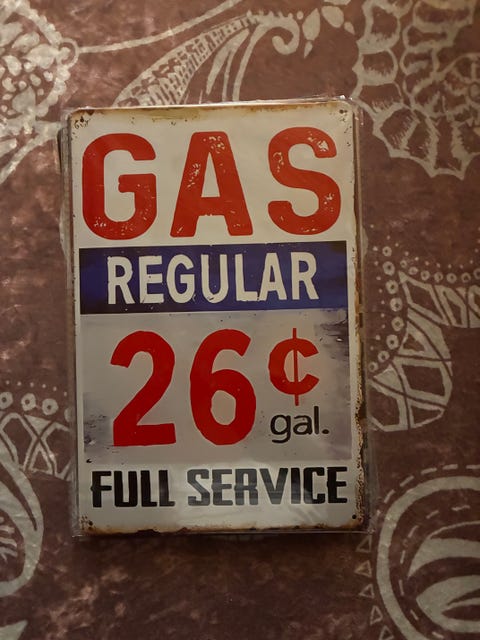 GAS
REGULAR
26¢
gal.
FULL SERVICE